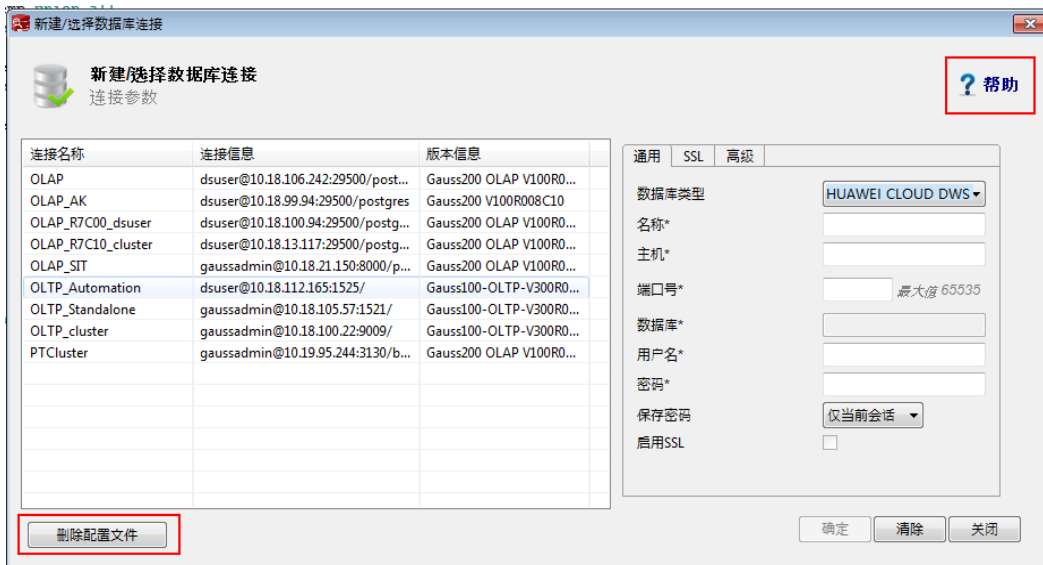 union all
新建/选择数据库连接
新建/选择数据库连接
连接参数
? 帮助
连接名称 连接信息 版本信息
OLAP dsuser@10.18.106.242:29500/post... Gauss200 OLAP V100R0...
OLAP_AK dsuser@10.18.99.94:29500/postgres Gauss200 V100R008C10
OLAP_R7C00_dsuser dsuser@10.18.100.94:29500/postg... Gauss200 OLAP V100R0...
OLAP_R7C10_cluster dsuser@10.18.13.117:29500/postg... Gauss200 OLAP V100R0...
OLAP_SIT gaussadmin@10.18.21.150:8000/p... Gauss200 OLAP V100R0...
OLTP_Automation dsuser@10.18.112.165:1525/ Gauss100-OLTP-V300R0...
OLTP_Standalone gaussadmin@10.18.105.57:1521/ Gauss100-OLTP-V300R0...
OLTP_cluster gaussadmin@10.18.100.22:9009/ Gauss100-OLTP-V300R0...
PTCluster gaussadmin@10.19.95.244:3130/b... Gauss200 OLAP V100R0...
通用 SSL 高级
数据库类型 HUAWEI CLOUD DWS
名称*
主机*
端口号* 最大值 65535
数据库*
用户名*
密码*
保存密码 仅当前会话
启用SSL
删除配置文件
确定 清除 关闭